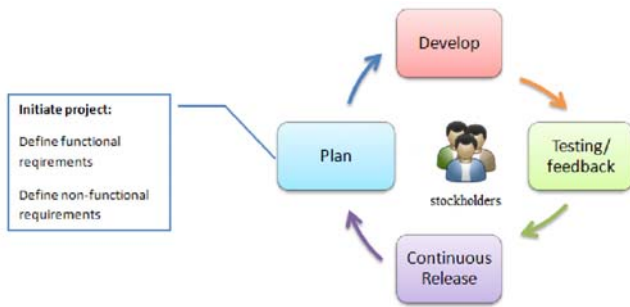 Develop
Initiate project:
Define functional
reqirements
Define non-functional
requirements
Plan
Testing/
feedback
stockholders
Continuous
Release